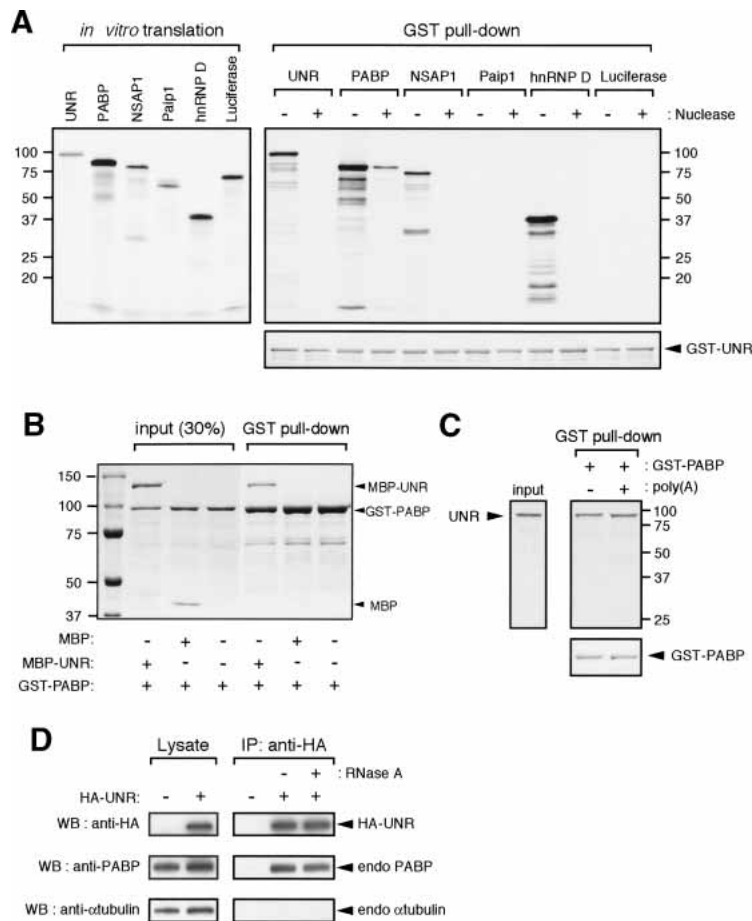 A
in vitro translation
GST pull-down
UNR
PABP
NSAP1
Paip1
hnRNP D
Luciferase
UNR PABP NSAP1 Paip1 hnRNP D Luciferase
- + - + - + - + - + - + : Nuclease
100
75
50
37
25
20
100
75
50
37
25
20
GST-UNR
B
input (30%) GST pull-down
150
100
75
50
37
MBP-UNR
GST-PABP
MBP
MBP: - + - - + -
MBP-UNR: + - - + - -
GST-PABP: + + + + + +
C
GST pull-down
+ + : GST-PABP
- + : poly(A)
input
UNR
100
75
50
37
25
GST-PABP
D
Lysate IP: anti-HA
- + : RNase A
HA-UNR: - + - + +
WB : anti-HA HA-UNR
WB : anti-PABP endo PABP
WB : anti-αtubulin endo αtubulin